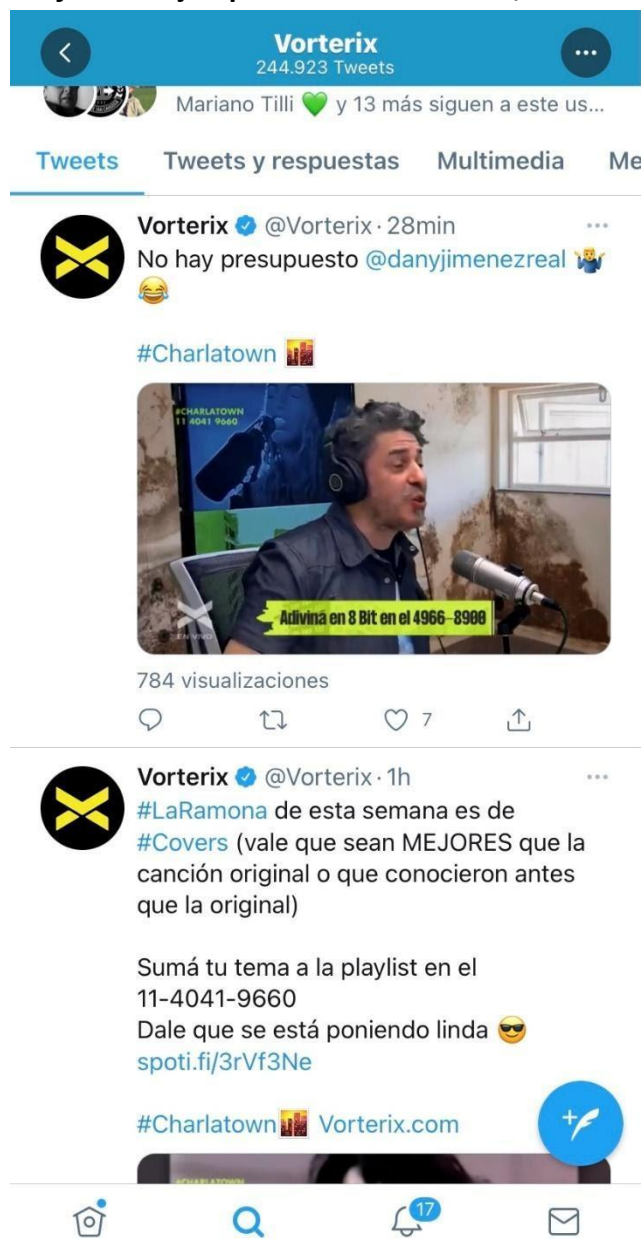 Vorterix
244.923 Tweets
Mariano Tilli 💚 y 13 más siguen a este us...
Tweets Tweets y respuestas Multimedia Me
Vorterix @Vorterix · 28min
No hay presupuesto @danyjimenezreal 🤷‍♂️
😂
#Charlatown 🌇
#CHARLATOWN
11 4041 9660
Adiviná en 8 Bit en el 4966-8900
EN VIVO
784 visualizaciones
7
Vorterix @Vorterix · 1h
#LaRamona de esta semana es de
#Covers (vale que sean MEJORES que la
canción original o que conocieron antes
que la original)
Sumá tu tema a la playlist en el
11-4041-9660
Dale que se está poniendo linda 😎
spoti.fi/3rVf3Ne
#Charlatown🌇 Vorterix.com
#CHARLATOWN
17